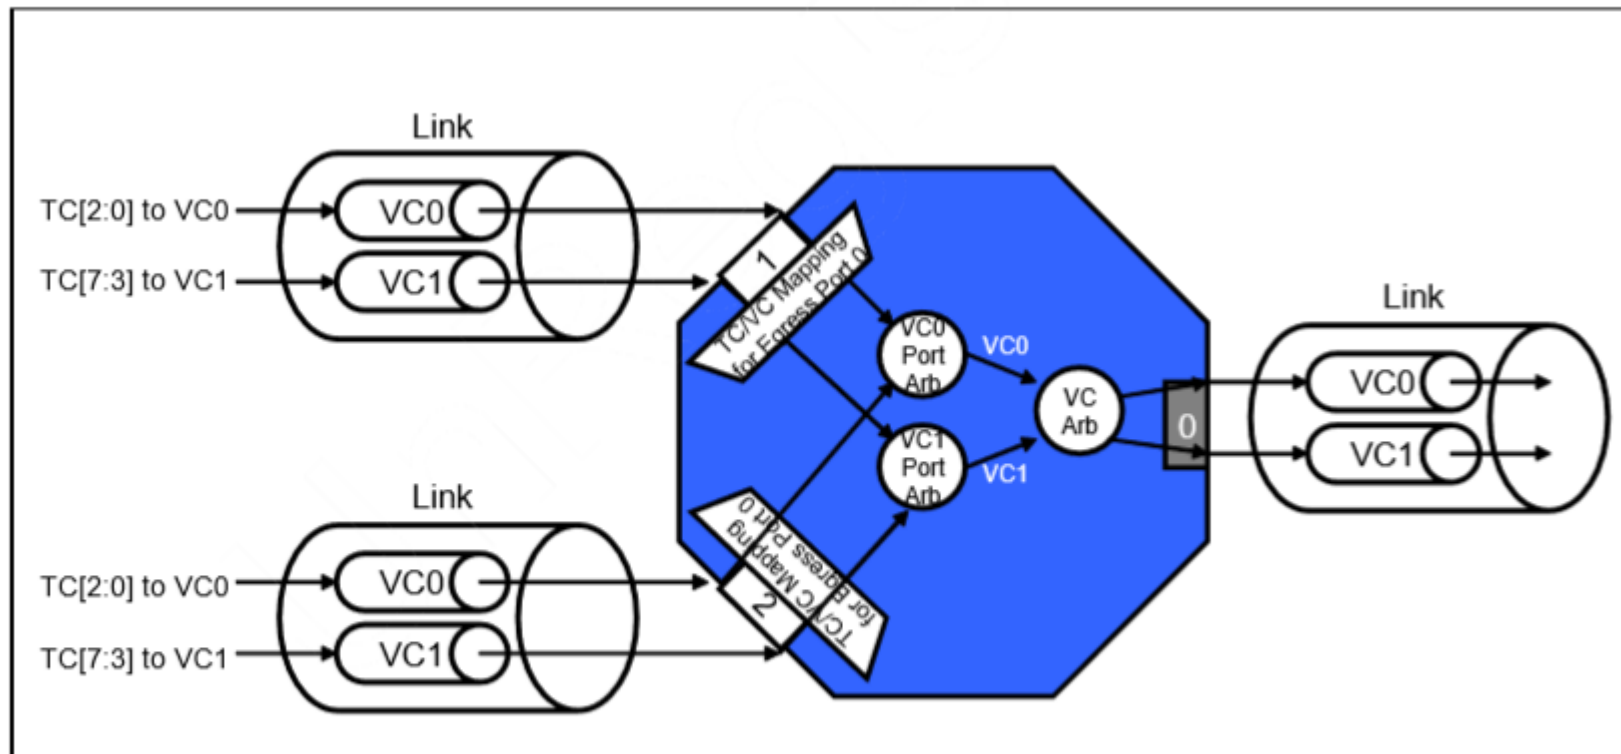 Link
TC[2:0] to VC0
VC0
TC[7:3] to VC1
VC1
1
TC/VC Mapping
for Egress Port 0
VC0
Port
Arb
VC0
VC
Arb
VC1
Port
Arb
VC1
0
Link
VC0
VC1
Link
TC[2:0] to VC0
VC0
TC[7:3] to VC1
VC1
2
TC/VC Mapping
for Egress Port 0